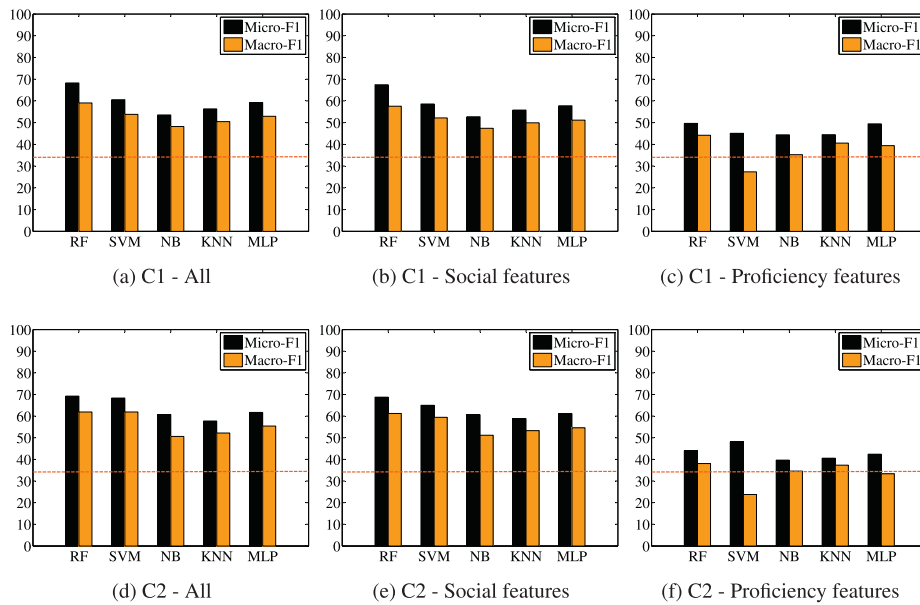 100
90
80
70
60
50
40
30
20
10
0
Micro-F1
Macro-F1
RF SVM NB KNN MLP
(a) C1 - All
100
90
80
70
60
50
40
30
20
10
0
Micro-F1
Macro-F1
RF SVM NB KNN MLP
(b) C1 - Social features
100
90
80
70
60
50
40
30
20
10
0
Micro-F1
Macro-F1
RF SVM NB KNN MLP
(c) C1 - Proficiency features
100
90
80
70
60
50
40
30
20
10
0
Micro-F1
Macro-F1
RF SVM NB KNN MLP
(d) C2 - All
100
90
80
70
60
50
40
30
20
10
0
Micro-F1
Macro-F1
RF SVM NB KNN MLP
(e) C2 - Social features
100
90
80
70
60
50
40
30
20
10
0
Micro-F1
Macro-F1
RF SVM NB KNN MLP
(f) C2 - Proficiency features